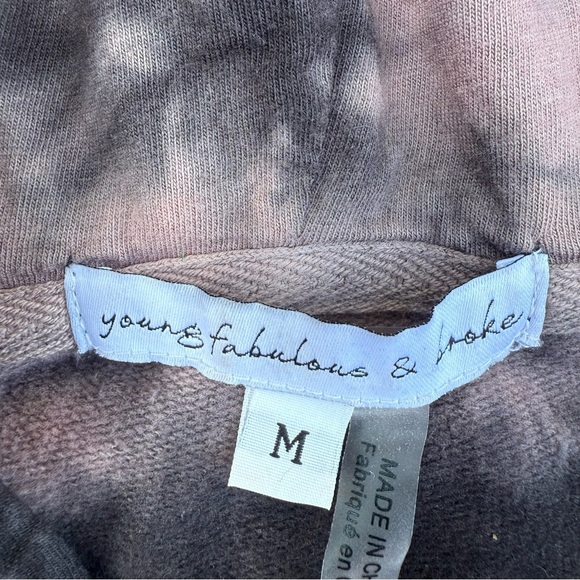 young fabulous & broke.
M
MADE IN CH
Fabriqué en C